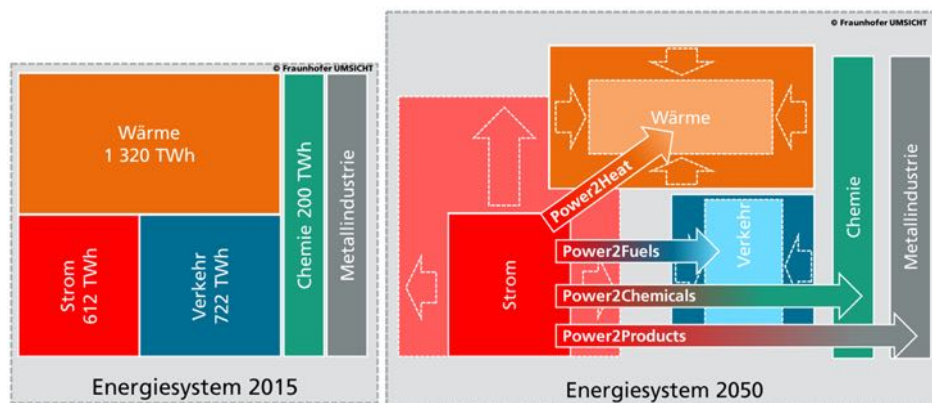 © Fraunhofer UMSICHT
Wärme
1 320 TWh
Strom
612 TWh
Verkehr
722 TWh
Chemie 200 TWh
Metallindustrie
Energiesystem 2015
© Fraunhofer UMSICHT
Wärme
Power2Heat
Strom
Power2Fuels
Verkehr
Power2Chemicals
Power2Products
Chemie
Metallindustrie
Energiesystem 2050